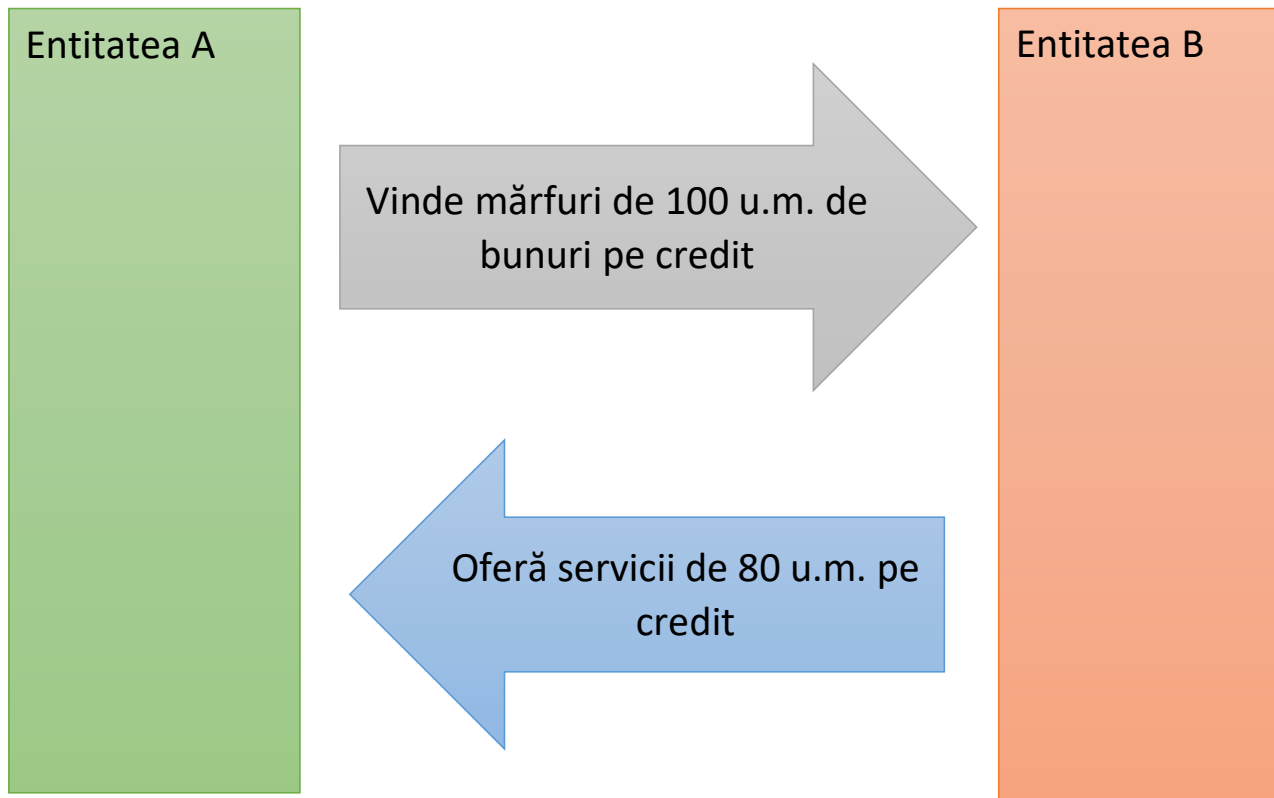 Entitatea A
Entitatea B
Vinde mărfuri de 100 u.m. de
bunuri pe credit
Oferă servicii de 80 u.m. pe
credit